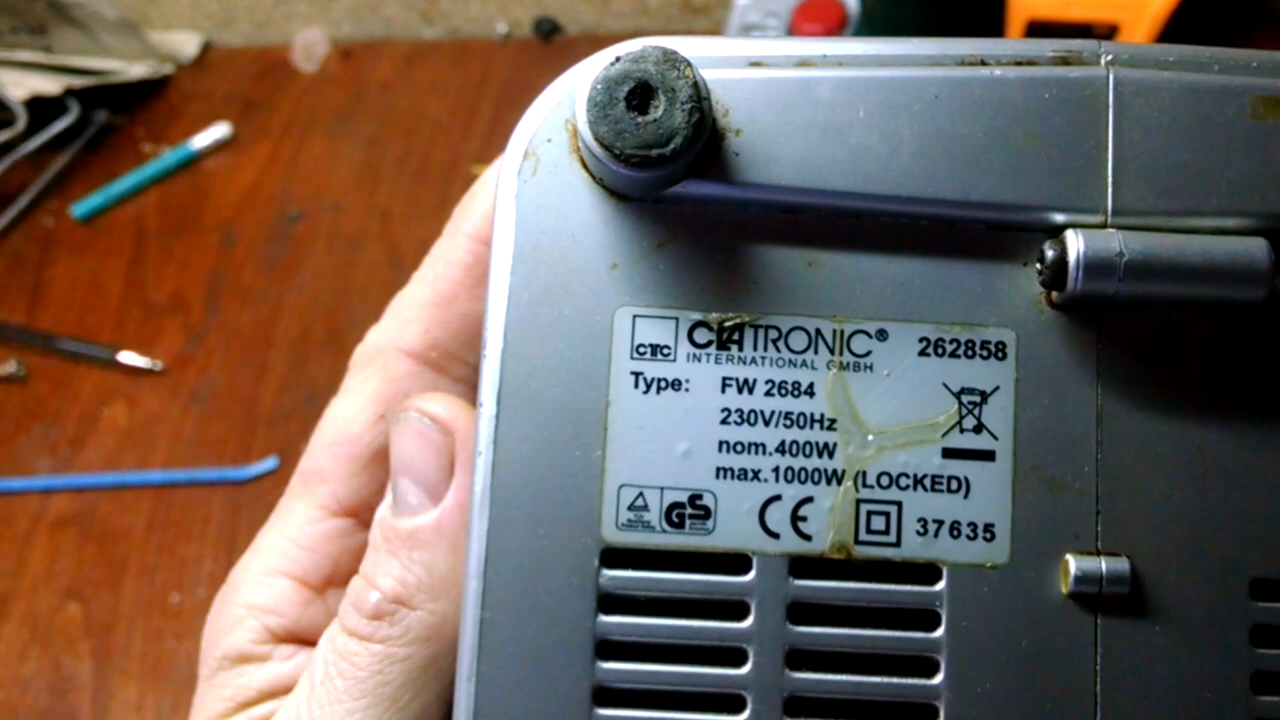 CTC CLATRONIC® 262858
INTERNATIONAL GMBH
Type: FW 2684
230V/50Hz
nom.400W
max.1000W (LOCKED)
GS CE 37635